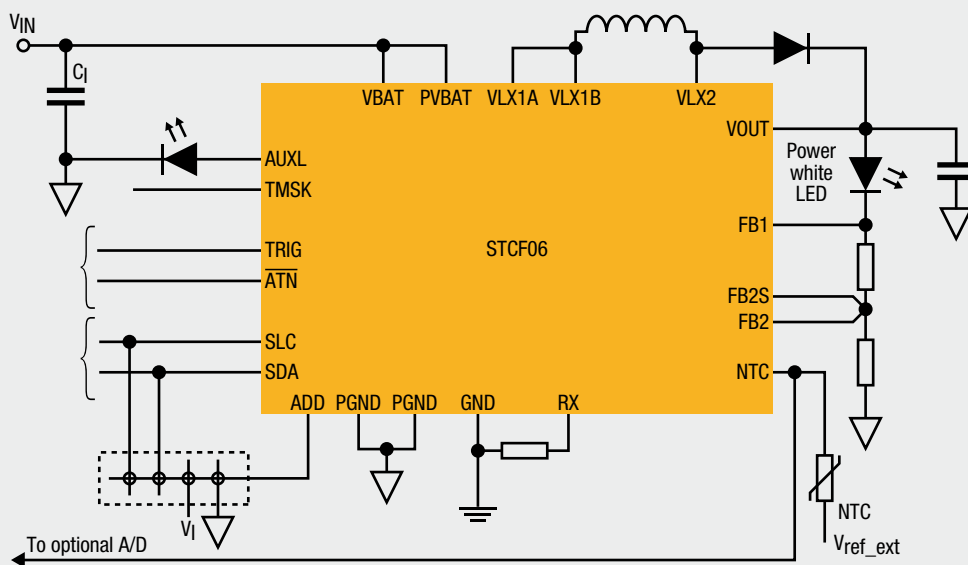 VIN
CI
VBAT PVBAT VLX1A VLX1B VLX2
VOUT
AUXL
Power
white
LED
TMSK
FB1
TRIG
STCF06
ATN
FB2S
FB2
SLC
SDA
NTC
ADD PGND PGND GND RX
NTC
VI
Vref_ext
To optional A/D